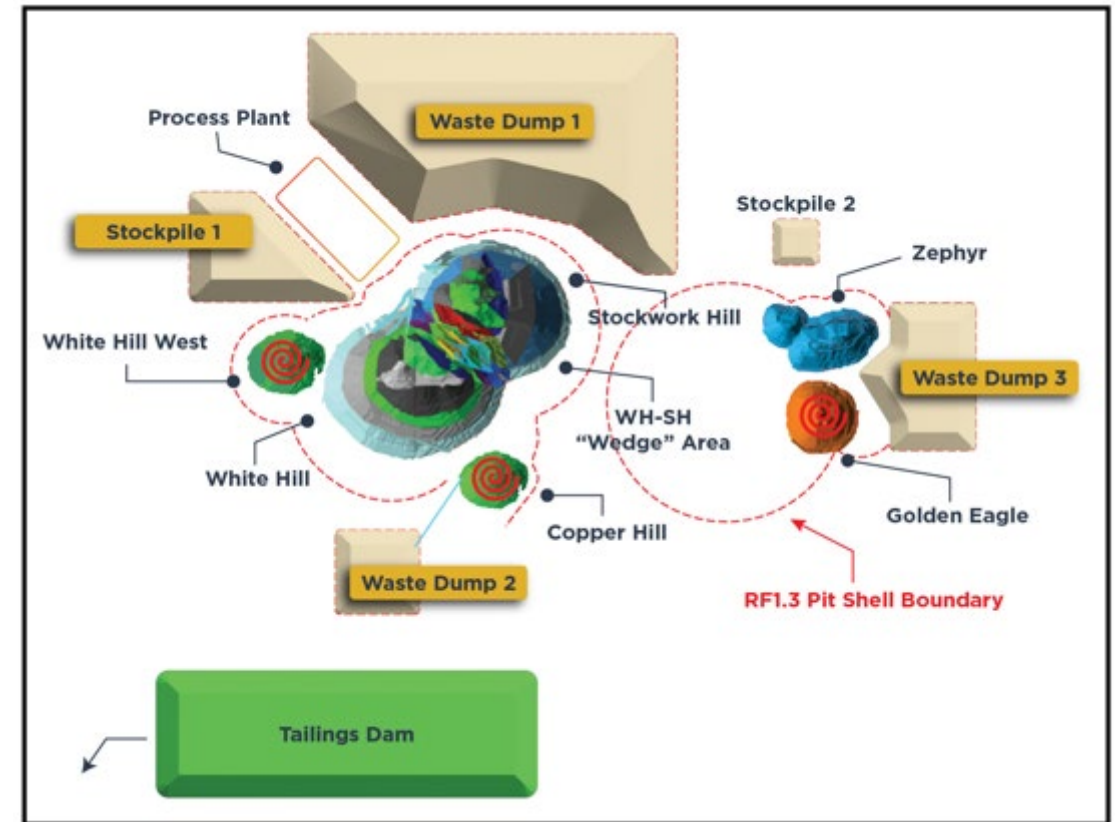 Waste Dump 1
Process Plant
Stockpile 1
Stockpile 2
Zephyr
Stockwork Hill
White Hill West
Waste Dump 3
WH-SH
“Wedge” Area
White Hill
Golden Eagle
Copper Hill
Waste Dump 2
RF1.3 Pit Shell Boundary
Tailings Dam